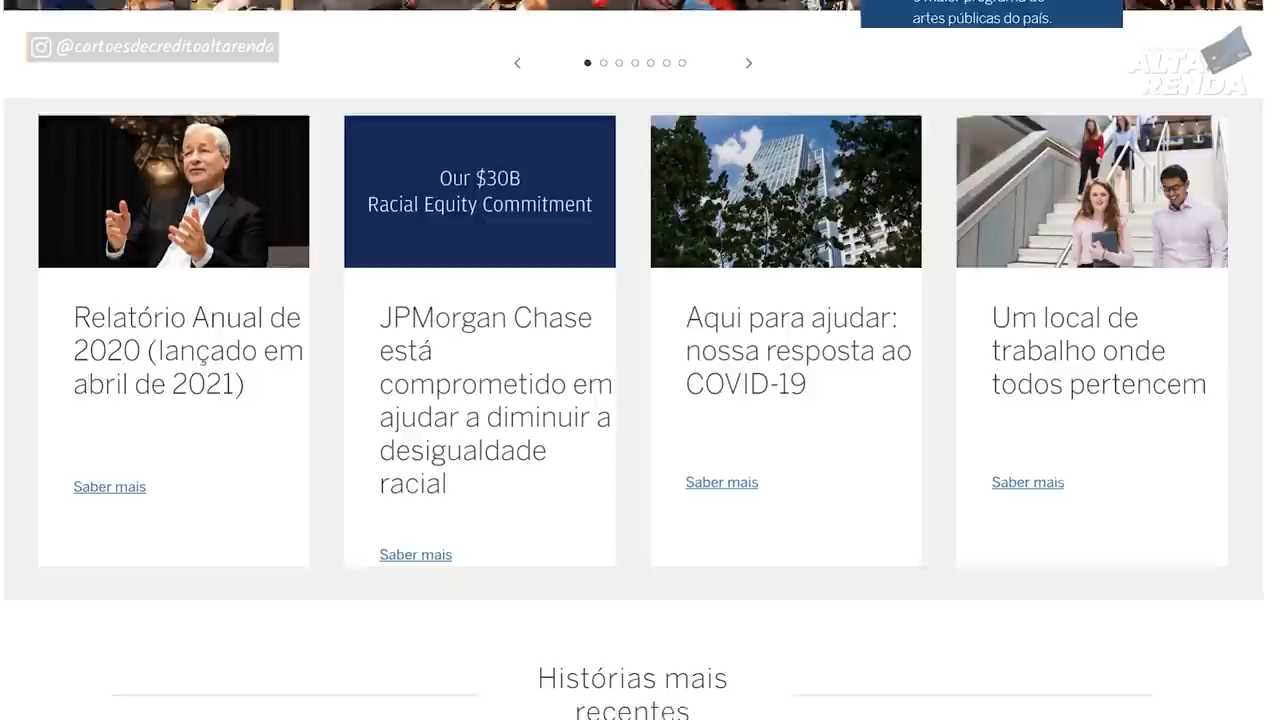 artes públicas do país.
@cartoesdecreditoaltarenda
ALTA
RENDA
Our $30B
Racial Equity Commitment
Relatório Anual de
2020 (lançado em
abril de 2021)
Saber mais
JPMorgan Chase
está
comprometido em
ajudar a diminuir a
desigualdade
racial
Saber mais
Aqui para ajudar:
nossa resposta ao
COVID-19
Saber mais
Um local de
trabalho onde
todos pertencem
Saber mais
Histórias mais
recentes